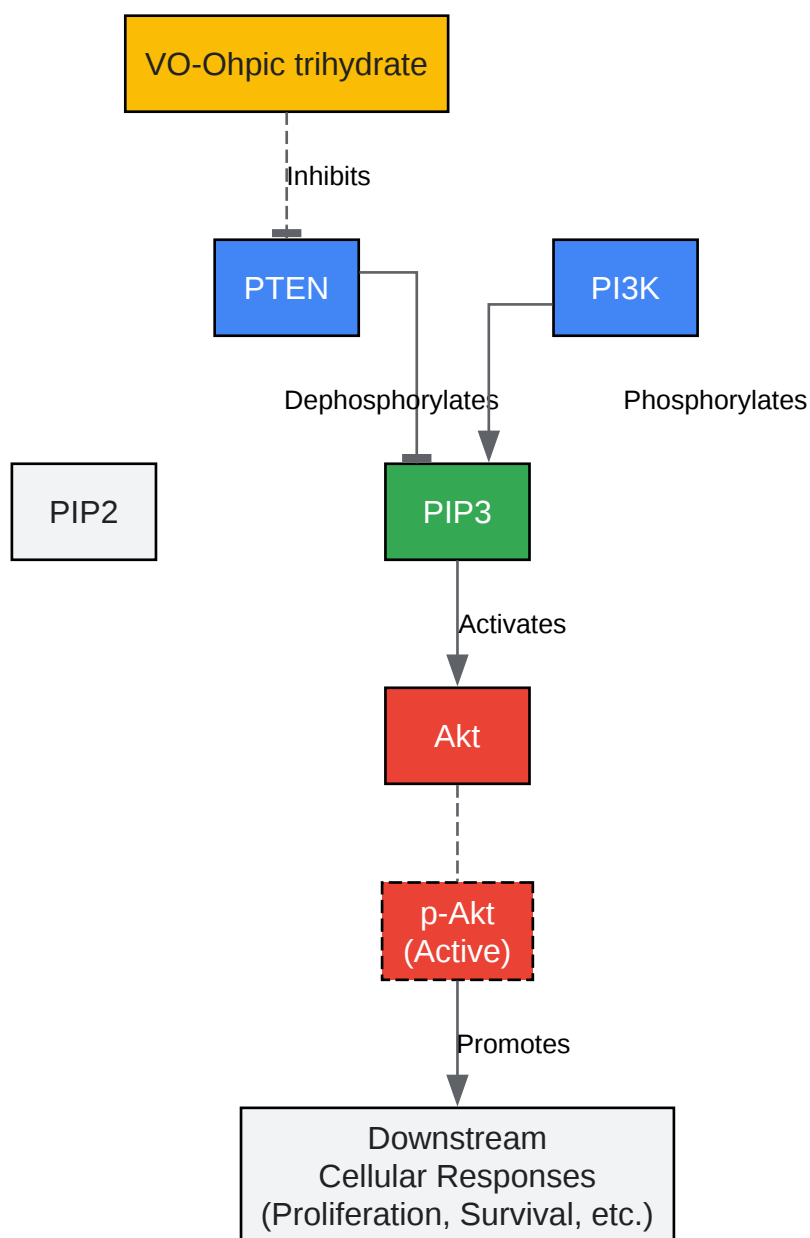 VO-Ohpic trihydrate
Inhibits
PTEN
PI3K
Dephosphorylates
Phosphorylates
PIP2
PIP3
Activates
Akt
p-Akt
(Active)
Promotes
Downstream
Cellular Responses
(Proliferation, Survival, etc.)